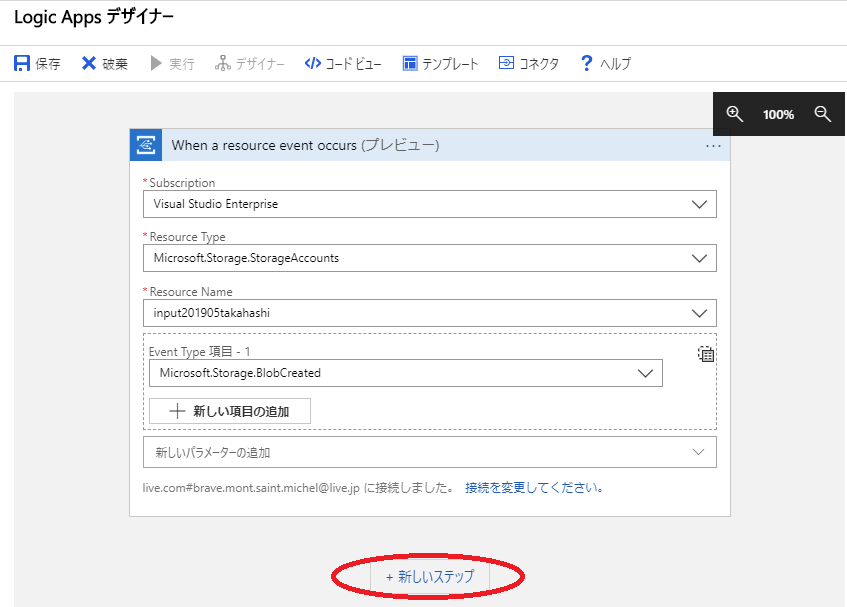 Logic Apps デザイナー
保存 破棄 実行 デザイナー コード ビュー テンプレート コネクタ ? ヘルプ
100%
When a resource event occurs (プレビュー) ...
*Subscription
Visual Studio Enterprise
*Resource Type
Microsoft.Storage.StorageAccounts
*Resource Name
input201905takahashi
Event Type 項目 - 1
Microsoft.Storage.BlobCreated
+ 新しい項目の追加
新しいパラメーターの追加
live.com#brave.mont.saint.michel@live.jp に接続しました。 接続を変更してください。
+ 新しいステップ